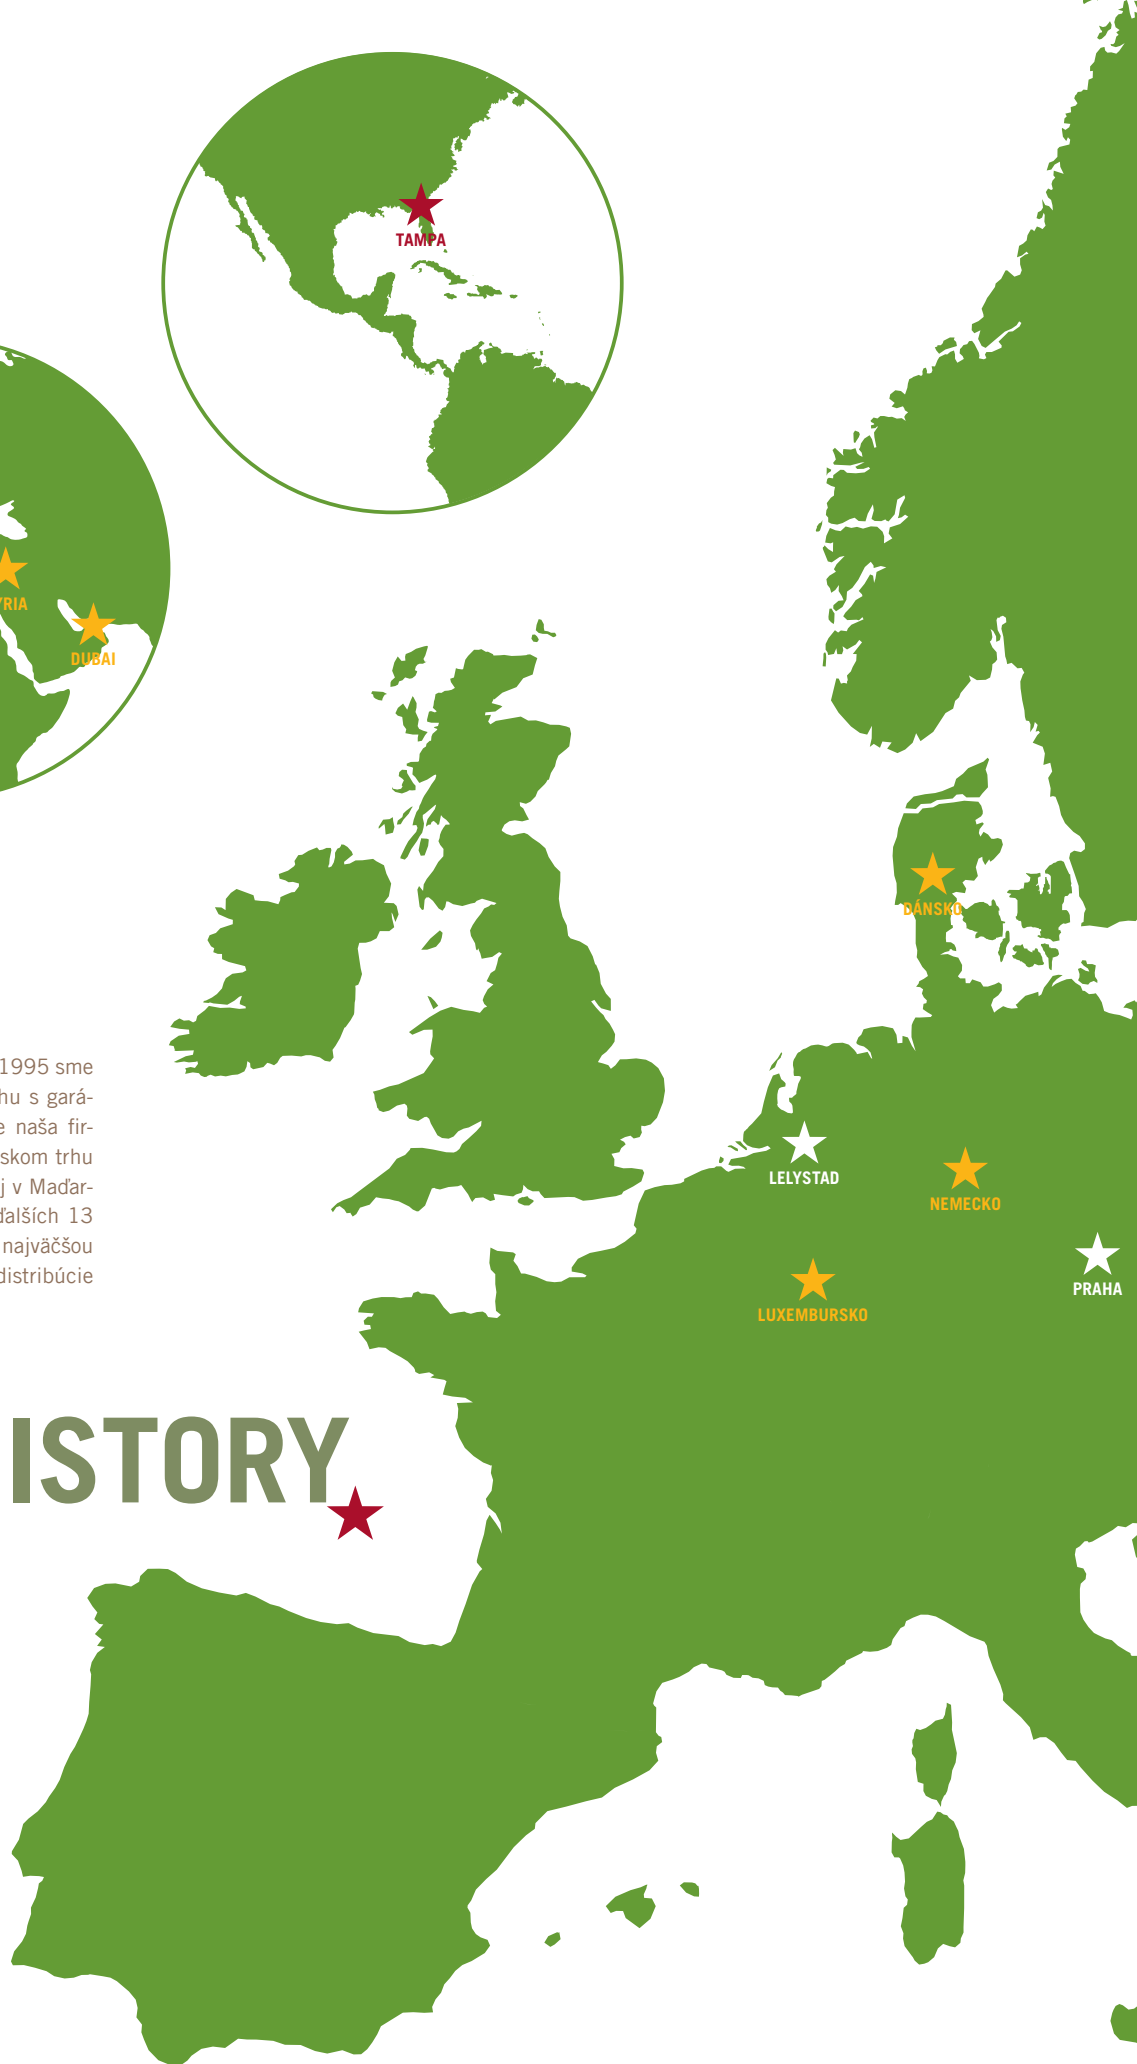 TAMPA
YRIA
DUBAI
DÁNSKO
1995 sme
hu s gará-
e naša fir-
skom trhu
j v Maďar-
ďalších 13
najväčšou
distribúcie
LELYSTAD
NEMECKO
PRAHA
LUXEMBURSKO
ISTORY